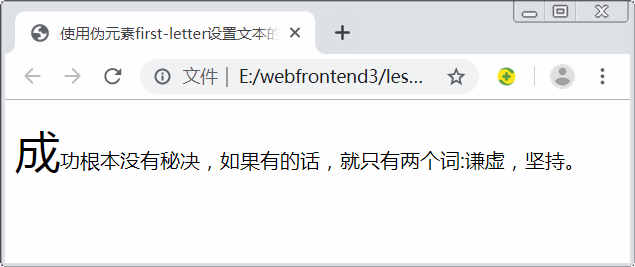 使用伪元素first-letter设置文本的
文件 | E:/webfrontend3/les...
成功根本没有秘决，如果有的话，就只有两个词:谦虚，坚持。